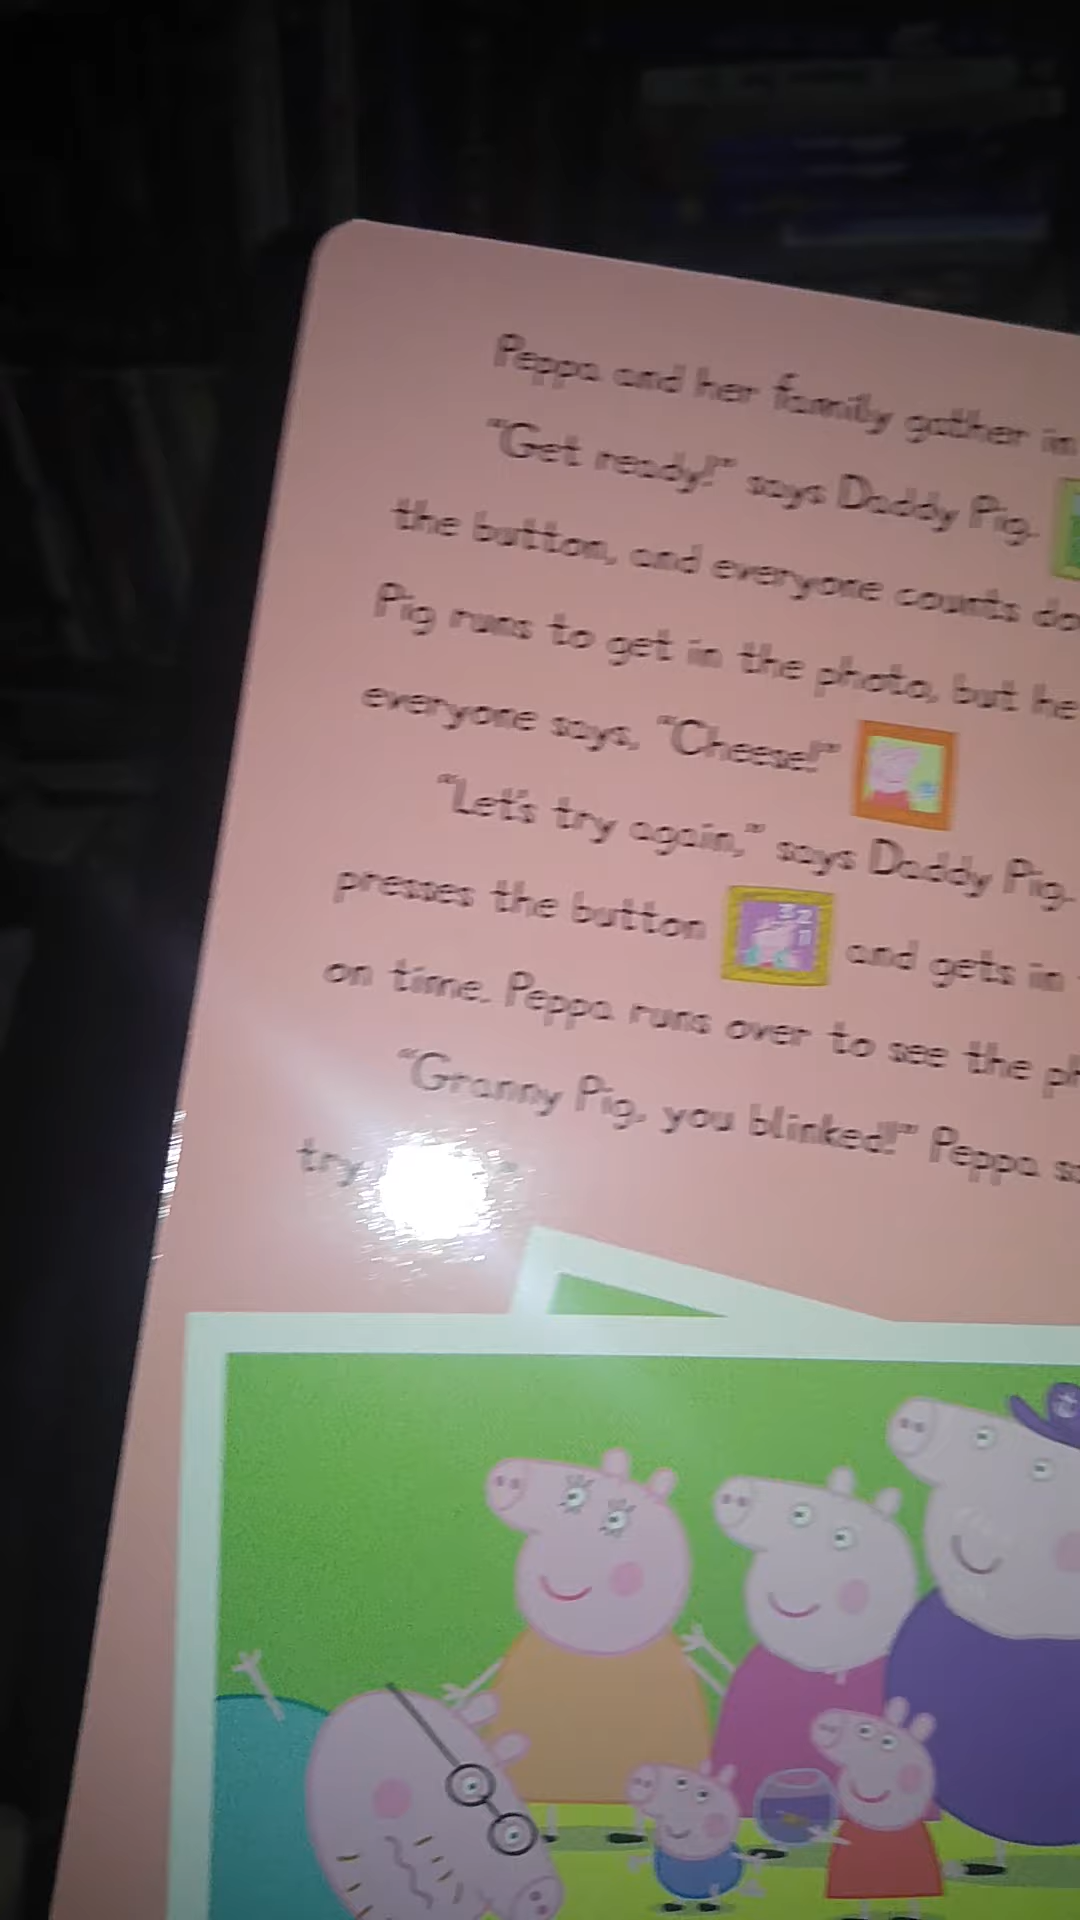 Peppa and her family gather in
“Get ready!” says Daddy Pig.
the button, and everyone counts do
Pig runs to get in the photo, but he
everyone says, “Cheese!”
“Let’s try again,” says Daddy Pig.
presses the button and gets in
on time. Peppa runs over to see the ph
“Granny Pig, you blinked!” Peppa sa
try